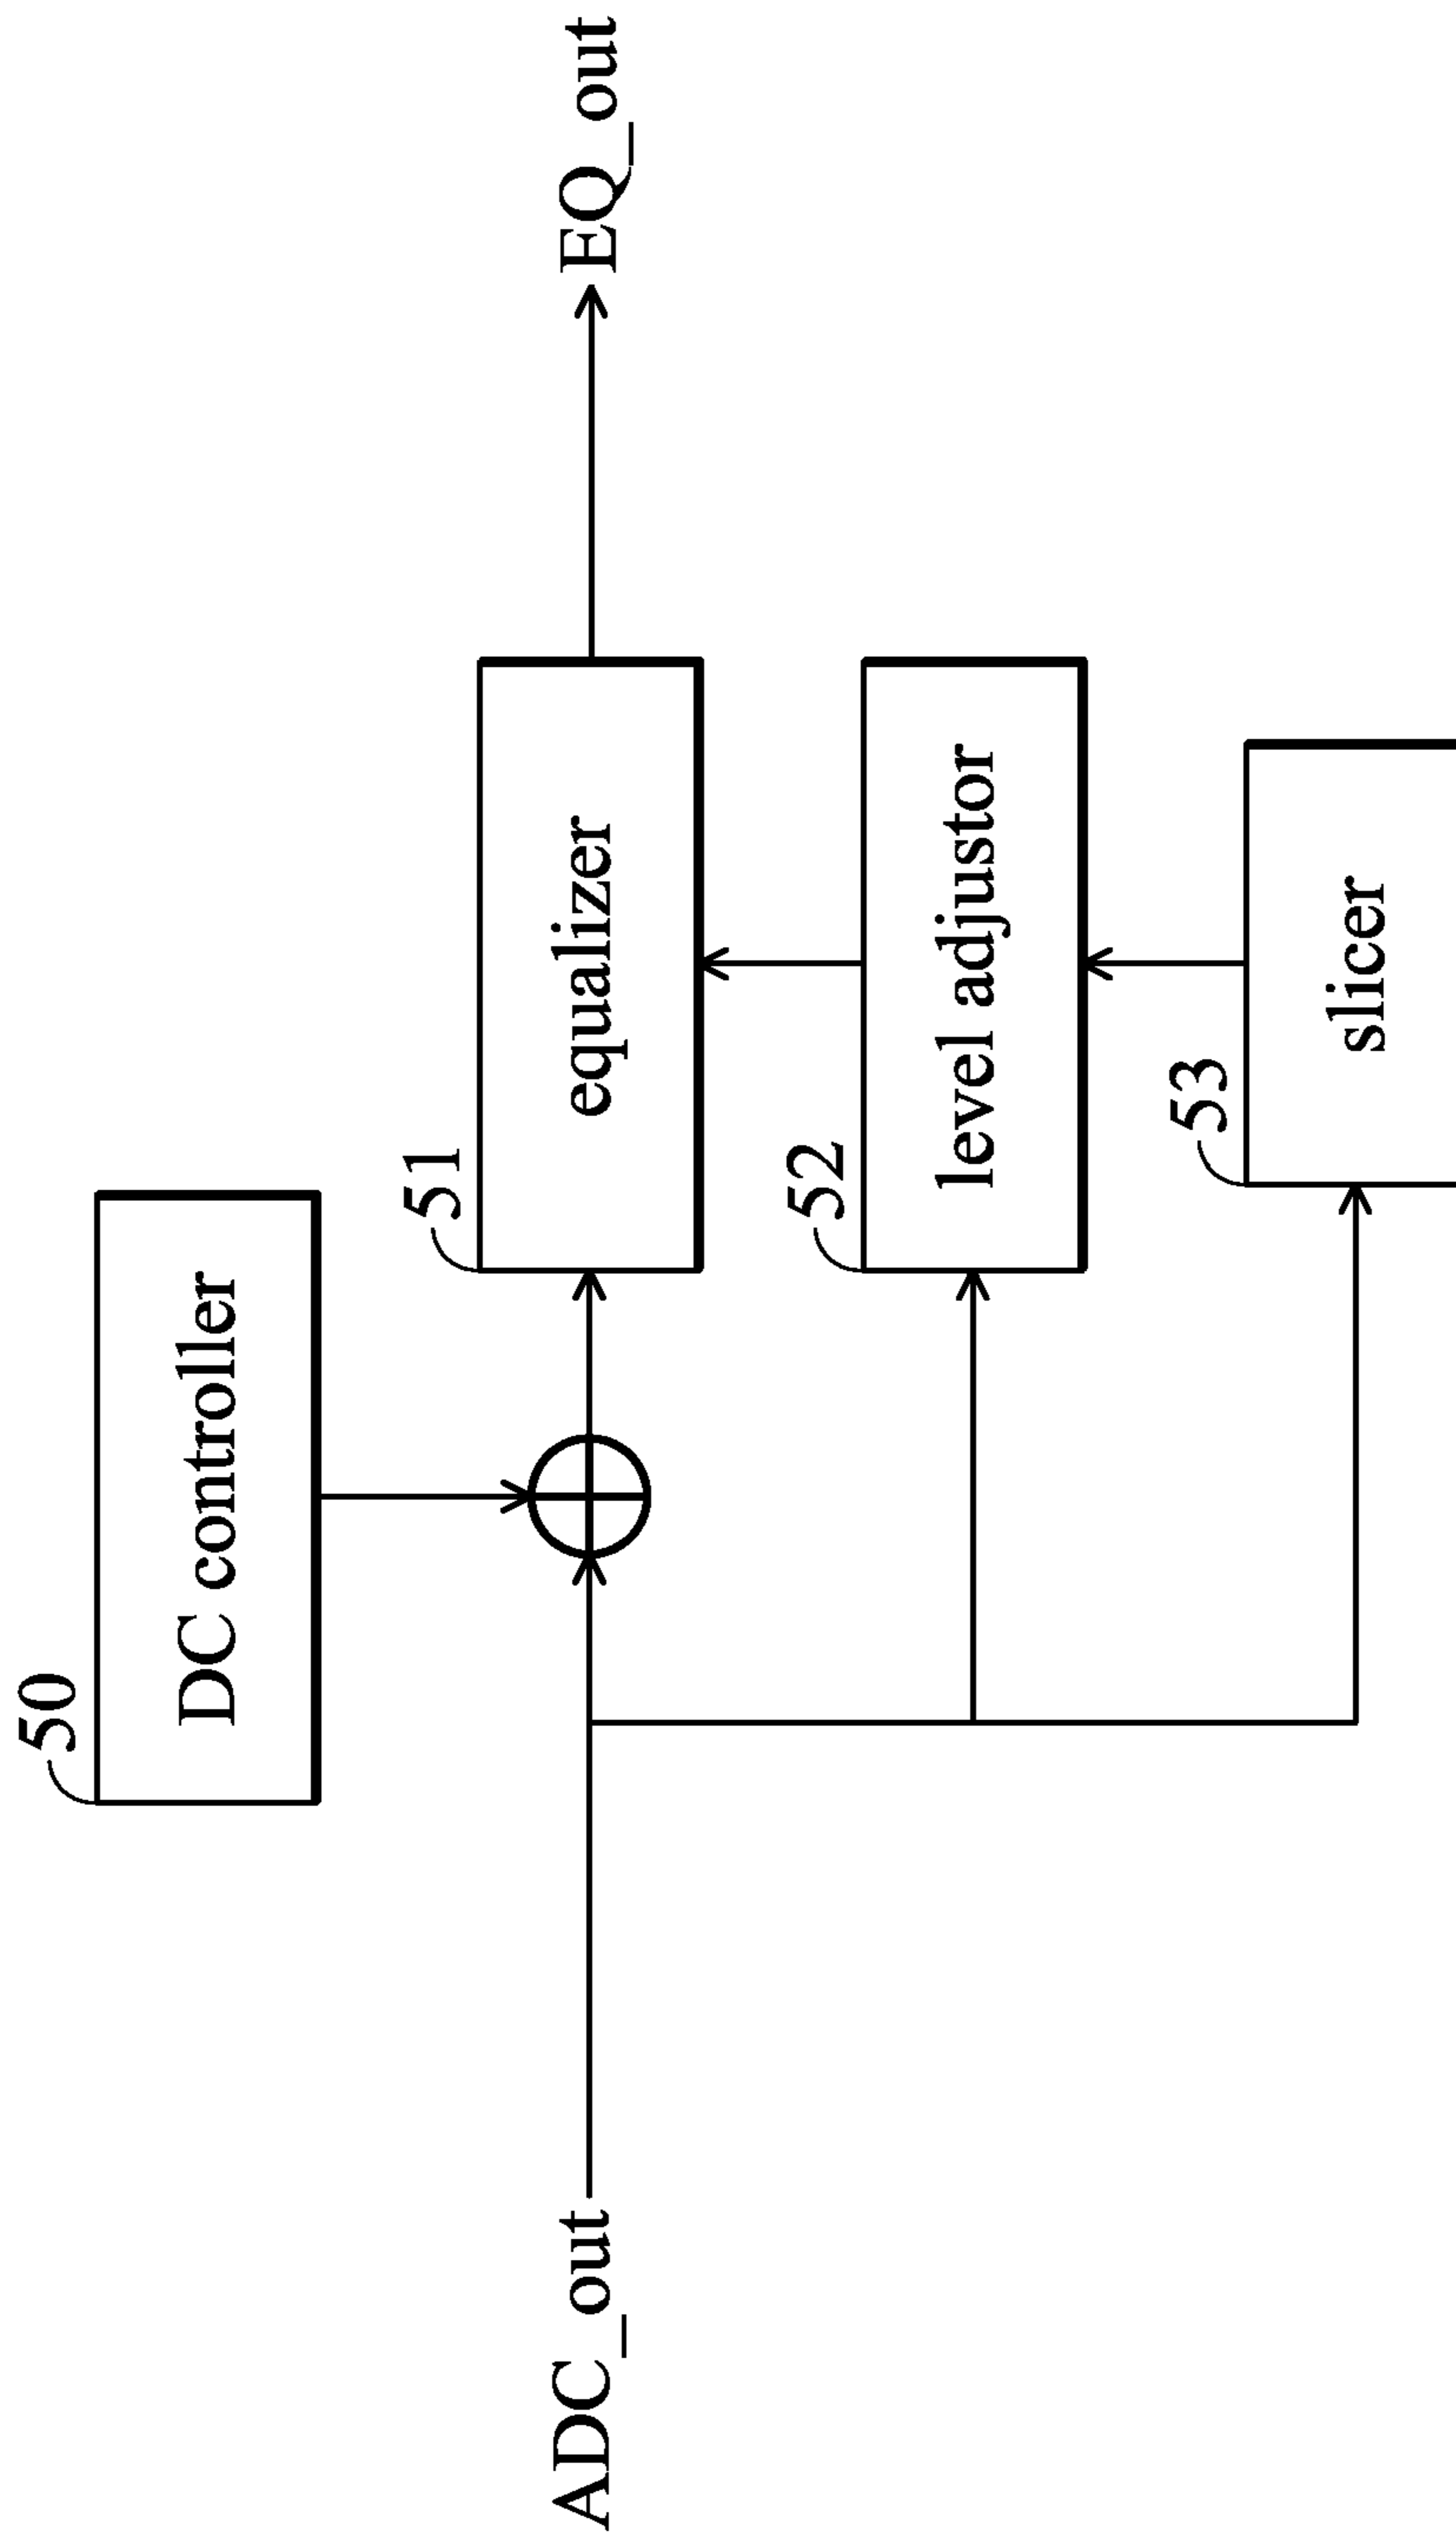 50
DC controller
ADC_out
EQ_out
51
equalizer
52
level adjustor
53
slicer